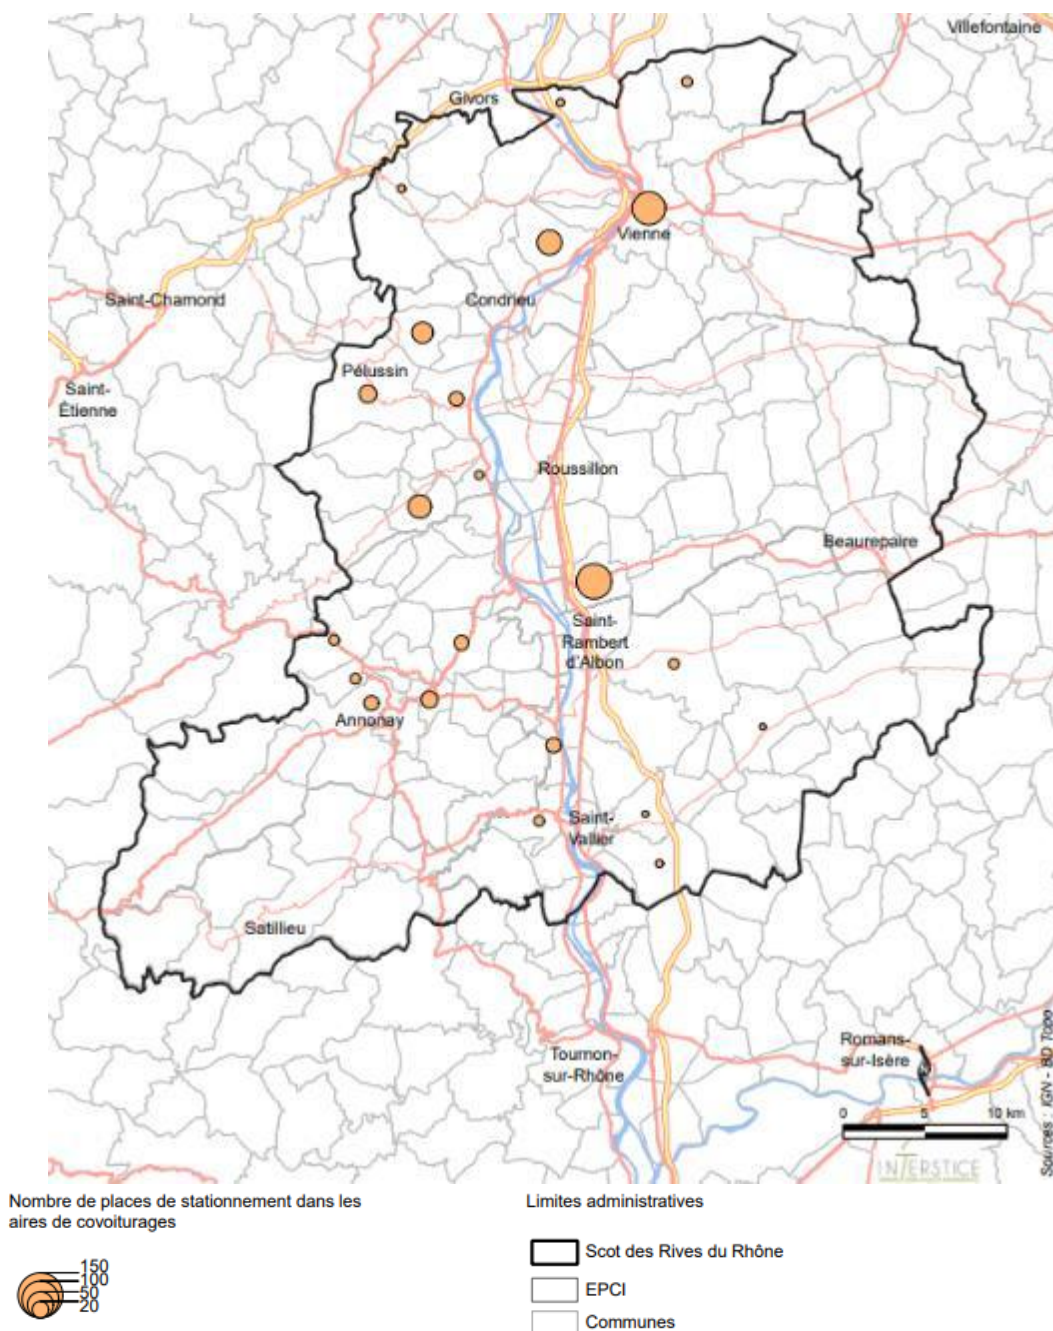 Villefontaine
Givors
Vienne
Saint-Chamond
Condrieu
Pélussin
Saint-
Étienne
Roussillon
Beaurepaire
Saint-
Rambert
d'Albon
Annonay
Saint-
Vallier
Satillieu
Tournon-
sur-Rhône
Romans-
sur-Isère
0 5 10 km
INTERSTICE
Sources : IGN - BD Topo
Nombre de places de stationnement dans les
aires de covoiturages
150
100
50
20
Limites administratives
Scot des Rives du Rhône
EPCI
Communes